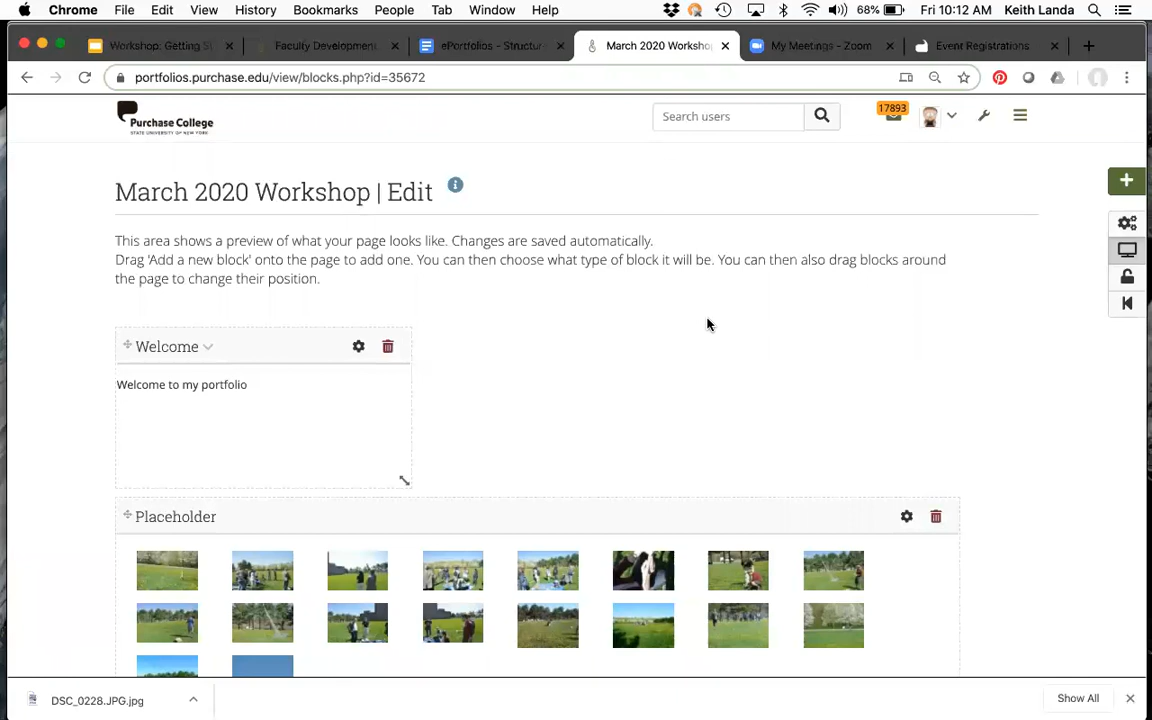 Chrome File Edit View History Bookmarks People Tab Window Help 68% Fri 10:12 AM Keith Landa
Workshop: Getting St Faculty Development ePortfolios - Structure March 2020 Worksho My Meetings - Zoom Event Registrations
portfolios.purchase.edu/view/blocks.php?id=35672
Purchase College
STATE UNIVERSITY OF NEW YORK
Search users
17893
March 2020 Workshop | Edit
This area shows a preview of what your page looks like. Changes are saved automatically.
Drag 'Add a new block' onto the page to add one. You can then choose what type of block it will be. You can then also drag blocks around
the page to change their position.
Welcome
Welcome to my portfolio
Placeholder
DSC_0228.JPG.jpg
Show All